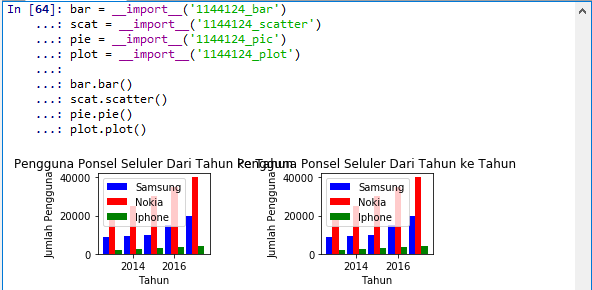 In [64]: bar = __import__('1144124_bar')
...: scat = __import__('1144124_scatter')
...: pie = __import__('1144124_pic')
...: plot = __import__('1144124_plot')
...:
...: bar.bar()
...: scat.scatter()
...: pie.pie()
...: plot.plot()
Pengguna Ponsel Seluler Dari Tahun ke Tahun
Pengguna Ponsel Seluler Dari Tahun ke Tahun
Jumlah Pengguna
40000
20000
0
Samsung
Nokia
Iphone
2014 2016
Tahun
Jumlah Pengguna
40000
20000
0
Samsung
Nokia
Iphone
2014 2016
Tahun